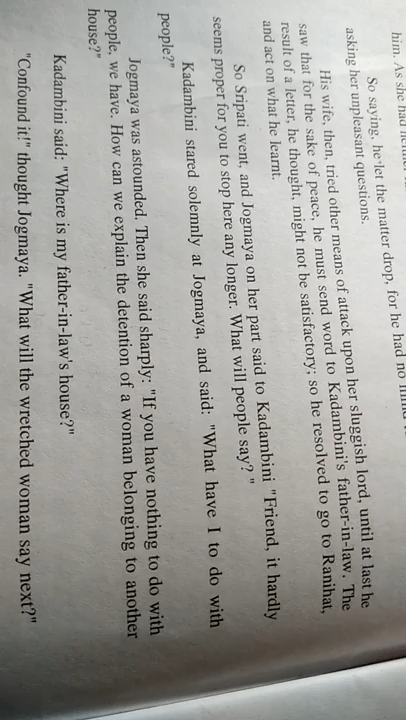 him. As she had
So saying, he let the matter drop, for he had no mind
asking her unpleasant questions.
His wife, then, tried other means of attack upon her sluggish lord, until at last he
saw that for the sake of peace, he must send word to Kadambini's father-in-law. The
result of a letter, he thought, might not be satisfactory; so he resolved to go to Ranihat,
and act on what he learnt.
So Sripati went, and Jogmaya on her part said to Kadambini "Friend, it hardly
seems proper for you to stop here any longer. What will people say? "
Kadambini stared solemnly at Jogmaya, and said: "What have I to do with
people?"
Jogmaya was astounded. Then she said sharply: "If you have nothing to do with
people, we have. How can we explain the detention of a woman belonging to another
house?"
Kadambini said: "Where is my father-in-law's house?"
"Confound it!" thought Jogmaya. "What will the wretched woman say next?"